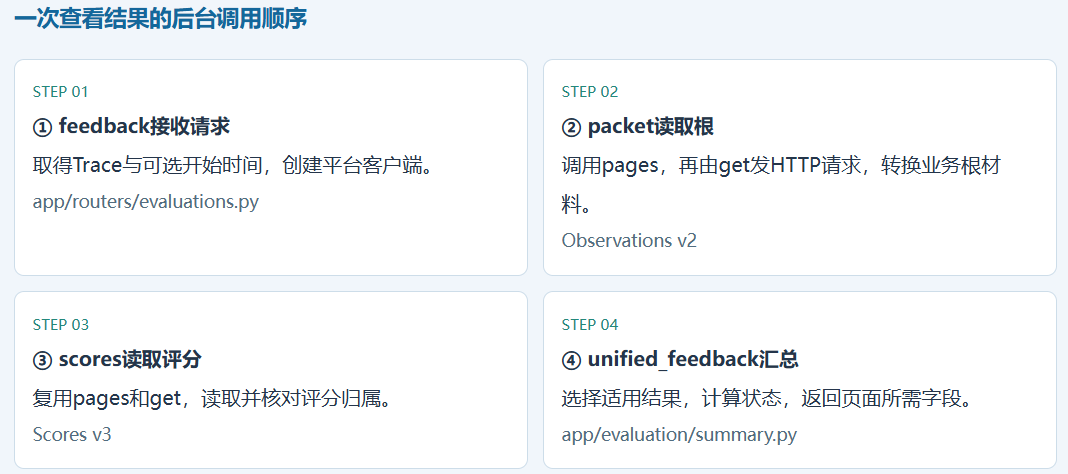 一次查看结果的后台调用顺序
STEP 01
① feedback接收请求
取得Trace与可选开始时间，创建平台客户端。
app/routers/evaluations.py
STEP 02
② packet读取根
调用pages，再由get发HTTP请求，转换业务根材
料。
Observations v2
STEP 03
③ scores读取评分
复用pages和get，读取并核对评分归属。
Scores v3
STEP 04
④ unified_feedback汇总
选择适用结果，计算状态，返回页面所需字段。
app/evaluation/summary.py